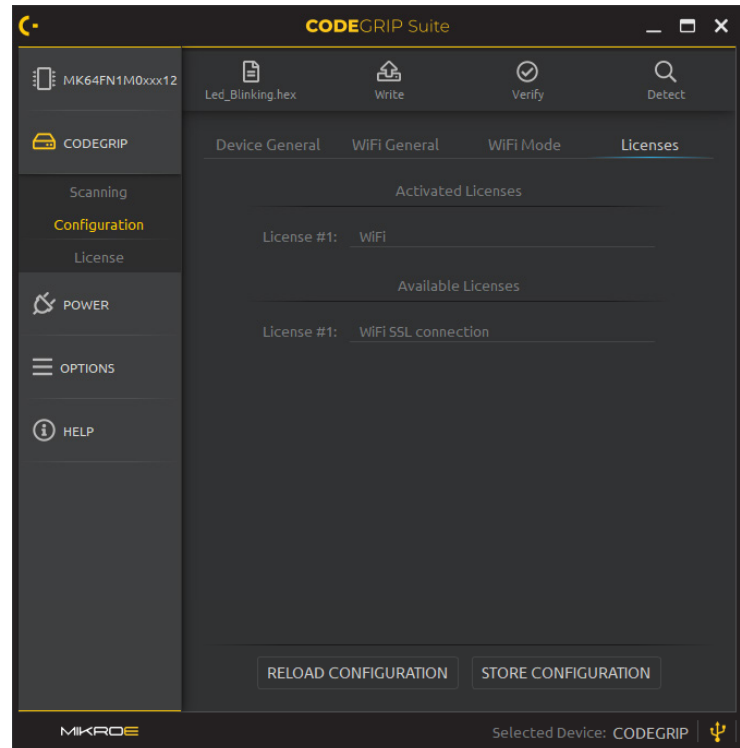 CODEGRIP Suite
MK64FN1M0xxx12
Led_Blinking.hex
Write
Verify
Detect
CODEGRIP
Scanning
Configuration
License
POWER
OPTIONS
HELP
Device General
WiFi General
WiFi Mode
Licenses
Activated Licenses
License #1: WiFi
Available Licenses
License #1: WiFi SSL connection
RELOAD CONFIGURATION
STORE CONFIGURATION
MIKROE
Selected Device: CODEGRIP